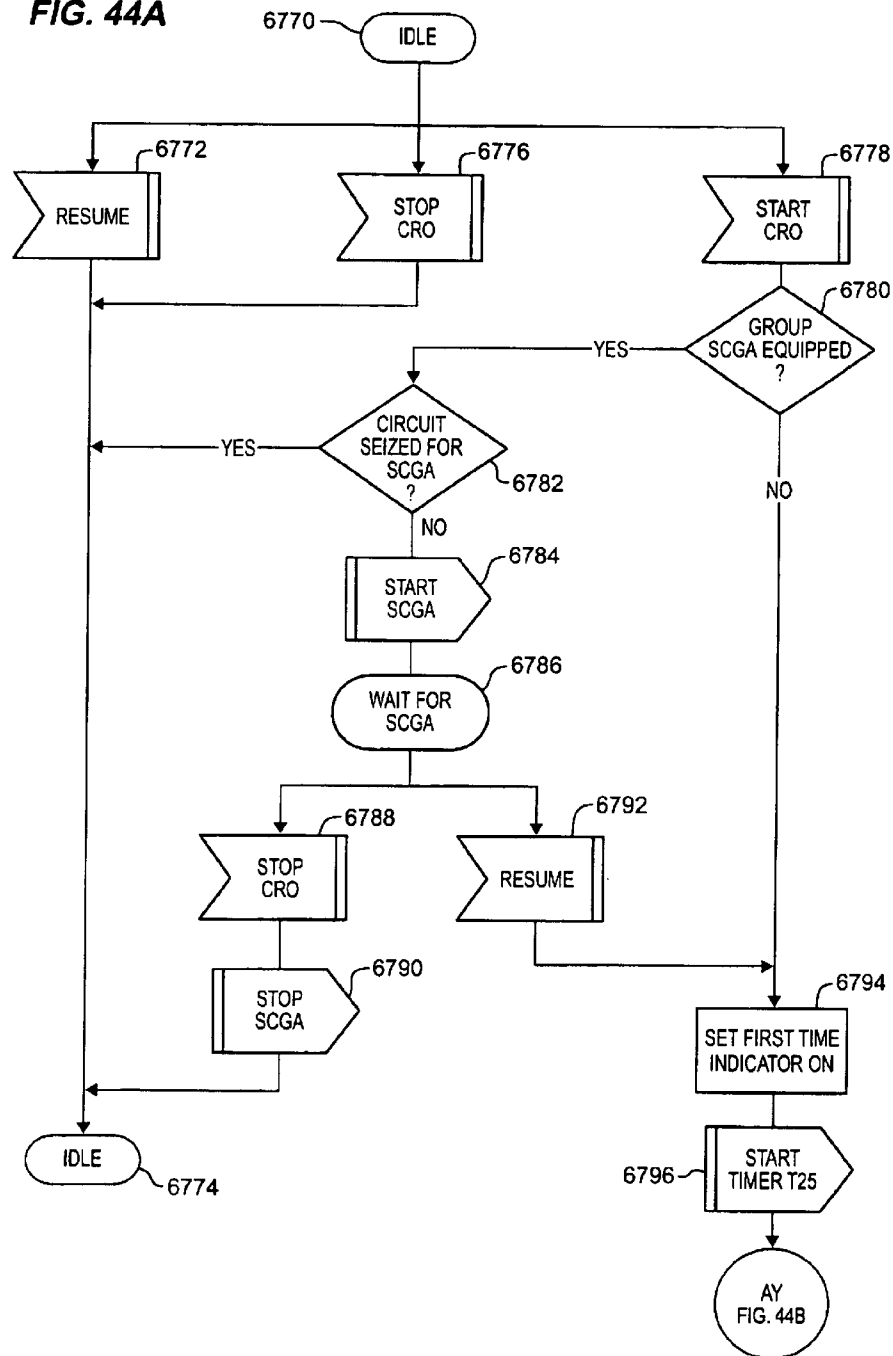 FIG. 44A
6770
IDLE
6772
RESUME
6776
STOP
CRO
6778
START
CRO
6780
GROUP
SCGA EQUIPPED
?
YES
NO
CIRCUIT
SEIZED FOR
SCGA
?
6782
YES
NO
6784
START
SCGA
6786
WAIT FOR
SCGA
6788
STOP
CRO
6792
RESUME
6790
STOP
SCGA
6794
SET FIRST TIME
INDICATOR ON
IDLE
6774
6796
START
TIMER T25
AY
FIG. 44B